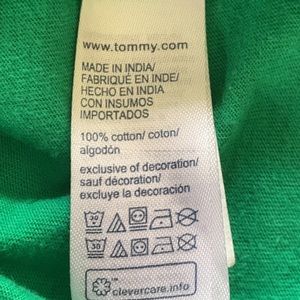 www.tommy.com
MADE IN INDIA/
FABRIQUÉ EN INDE/
HECHO EN INDIA
CON INSUMOS
IMPORTADOS
100% cotton/ coton/
algodón
exclusive of decoration/
sauf décoration/
excluye la decoración
30
clevercare.info